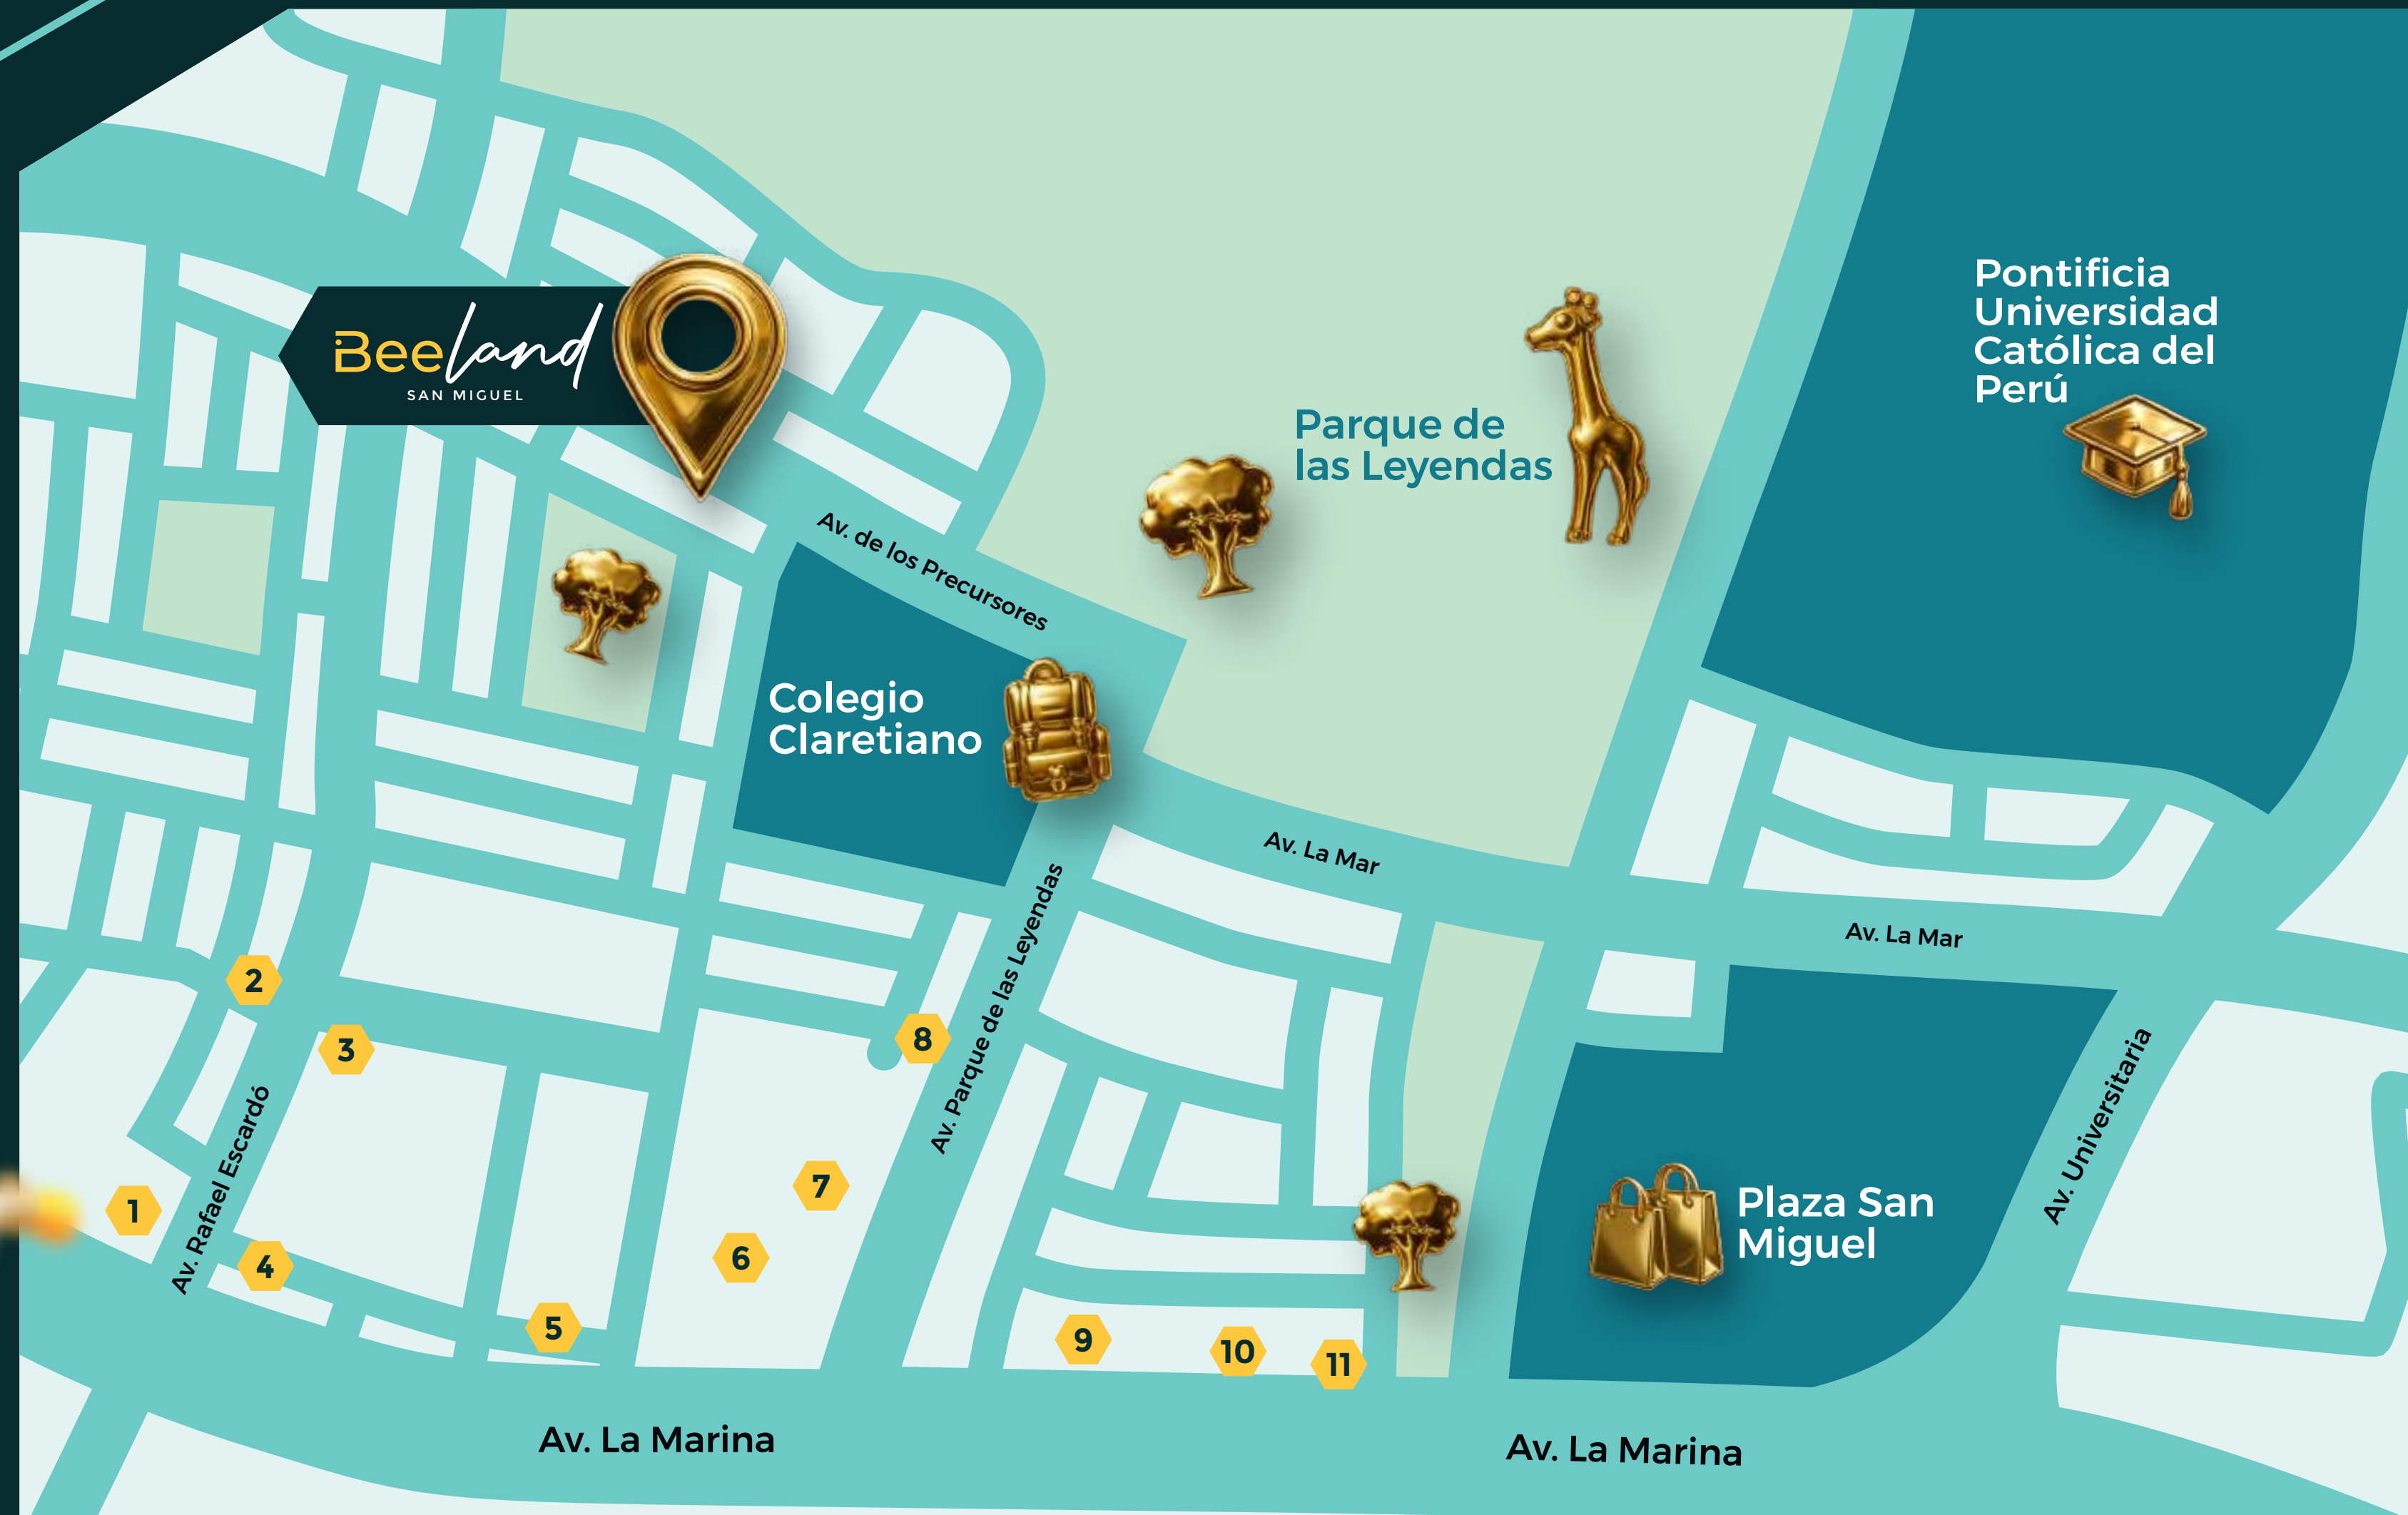 Beeland
SAN MIGUEL
Pontificia
Universidad
Católica del
Perú
Parque de
las Leyendas
Av. de los Precursores
Colegio
Claretiano
Av. La Mar
Av. La Mar
Av. Parque de las Leyendas
Av. Universitaria
Av. Rafael Escardó
Plaza San
Miguel
2
3
8
7
1
6
4
5
9
10
11
Av. La Marina
Av. La Marina